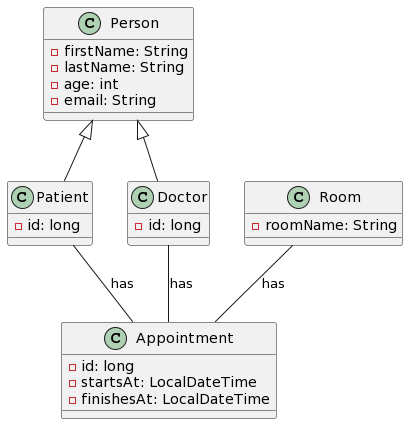 C Person
firstName: String
lastName: String
age: int
email: String
C Patient
id: long
C Doctor
id: long
C Room
roomName: String
has
has
has
C Appointment
id: long
startsAt: LocalDateTime
finishesAt: LocalDateTime